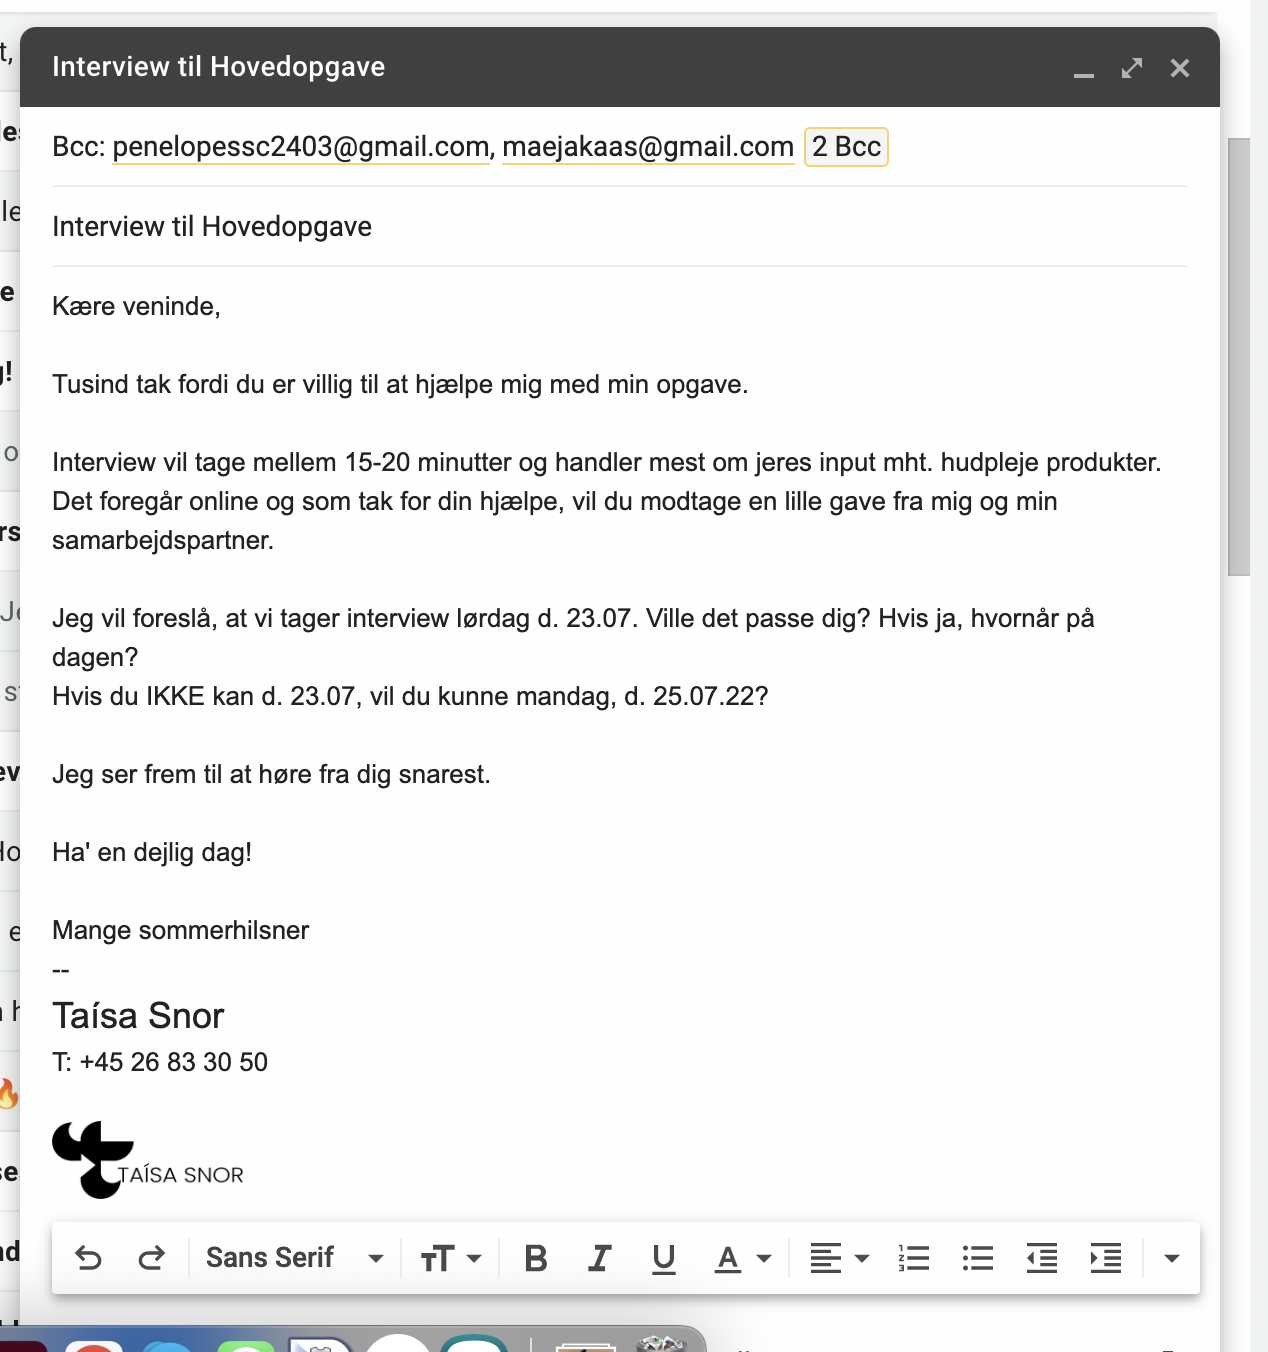 Interview til Hovedopgave
Bcc: penelopessc2403@gmail.com, maejakaas@gmail.com 2 Bcc
Interview til Hovedopgave
Kære veninde,
Tusind tak fordi du er villig til at hjælpe mig med min opgave.
Interview vil tage mellem 15-20 minutter og handler mest om jeres input mht. hudpleje produkter.
Det foregår online og som tak for din hjælpe, vil du modtage en lille gave fra mig og min
samarbejdspartner.
Jeg vil foreslå, at vi tager interview lørdag d. 23.07. Ville det passe dig? Hvis ja, hvornår på
dagen?
Hvis du IKKE kan d. 23.07, vil du kunne mandag, d. 25.07.22?
Jeg ser frem til at høre fra dig snarest.
Ha' en dejlig dag!
Mange sommerhilsner
--
Taísa Snor
T: +45 26 83 30 50
TAÍSA SNOR
Sans Serif